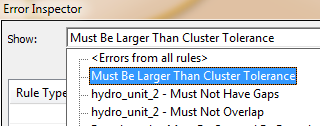 Error Inspector
Show: Must Be Larger Than Cluster Tolerance
<Errors from all rules>
Must Be Larger Than Cluster Tolerance
Rule Type
hydro_unit_2 - Must Not Have Gaps
hydro_unit_2 - Must Not Overlap